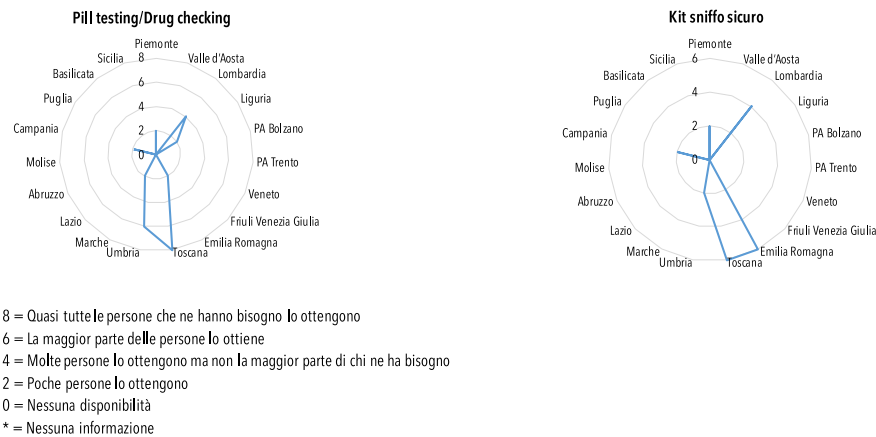 Pill testing/Drug checking
Piemonte
Valle d'Aosta
Lombardia
Liguria
PA Bolzano
PA Trento
Veneto
Friuli Venezia Giulia
Emilia Romagna
Toscana
Umbria
Marche
Lazio
Abruzzo
Molise
Campania
Puglia
Basilicata
Sicilia
8
6
4
2
0
Kit sniffo sicuro
Piemonte
Valle d'Aosta
Lombardia
Liguria
PA Bolzano
PA Trento
Veneto
Friuli Venezia Giulia
Emilia Romagna
Toscana
Umbria
Marche
Lazio
Abruzzo
Molise
Campania
Puglia
Basilicata
Sicilia
6
4
2
0
8 = Quasi tutte le persone che ne hanno bisogno lo ottengono
6 = La maggior parte delle persone lo ottiene
4 = Molte persone lo ottengono ma non la maggior parte di chi ne ha bisogno
2 = Poche persone lo ottengono
0 = Nessuna disponibilità
* = Nessuna informazione